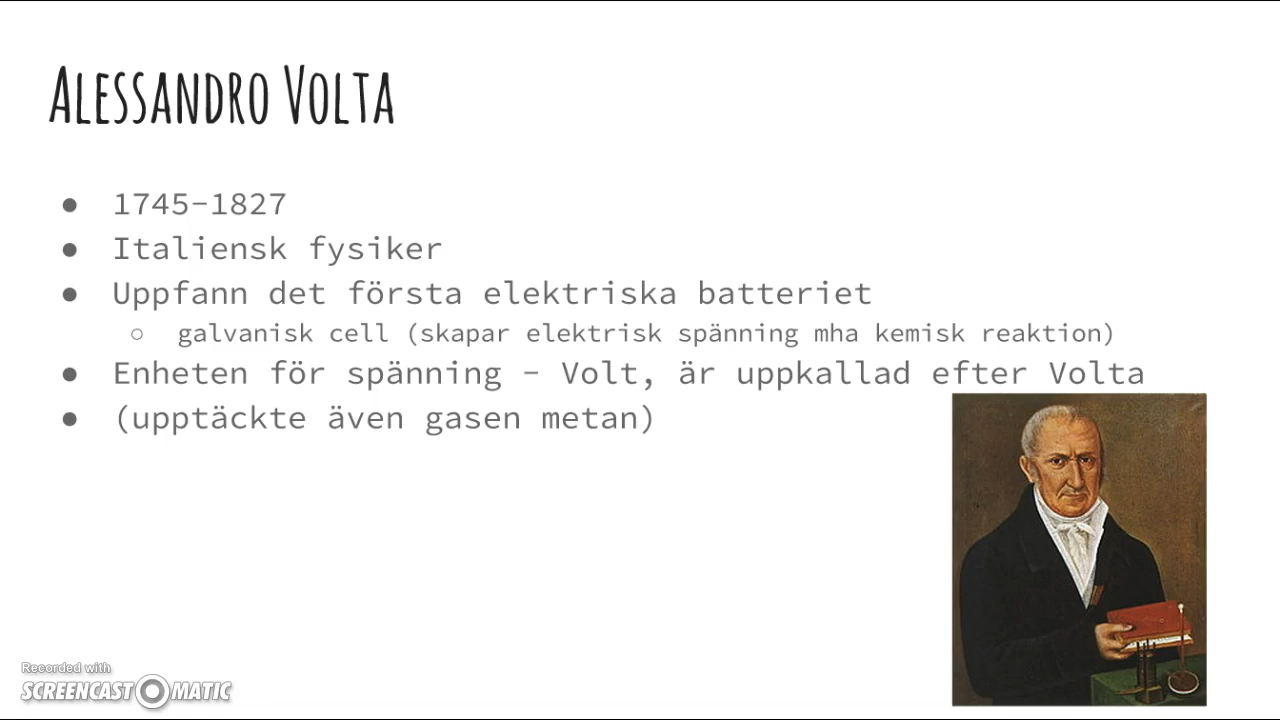 ALESSANDRO VOLTA
● 1745-1827
● Italiensk fysiker
● Uppfann det första elektriska batteriet
○ galvanisk cell (skapar elektrisk spänning mha kemisk reaktion)
● Enheten för spänning - Volt, är uppkallad efter Volta
● (upptäckte även gasen metan)
Recorded with
SCREENCAST-O-MATIC